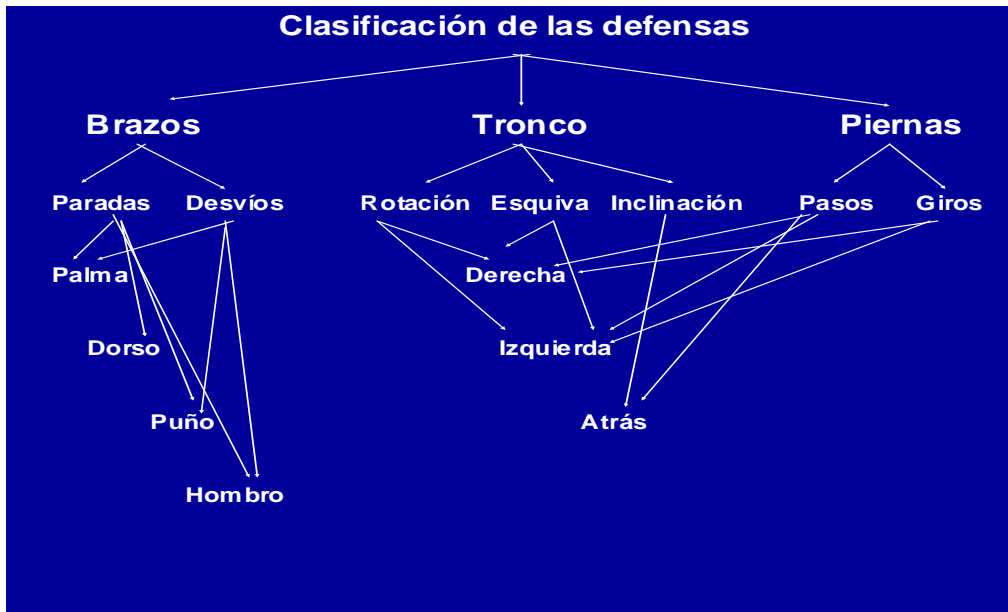 Clasificación de las defensas
Brazos Tronco Piernas
Paradas Desvíos Rotación Esquiva Inclinación Pasos Giros
Palma Derecha
Dorso Izquierda
Puño Atrás
Hombro